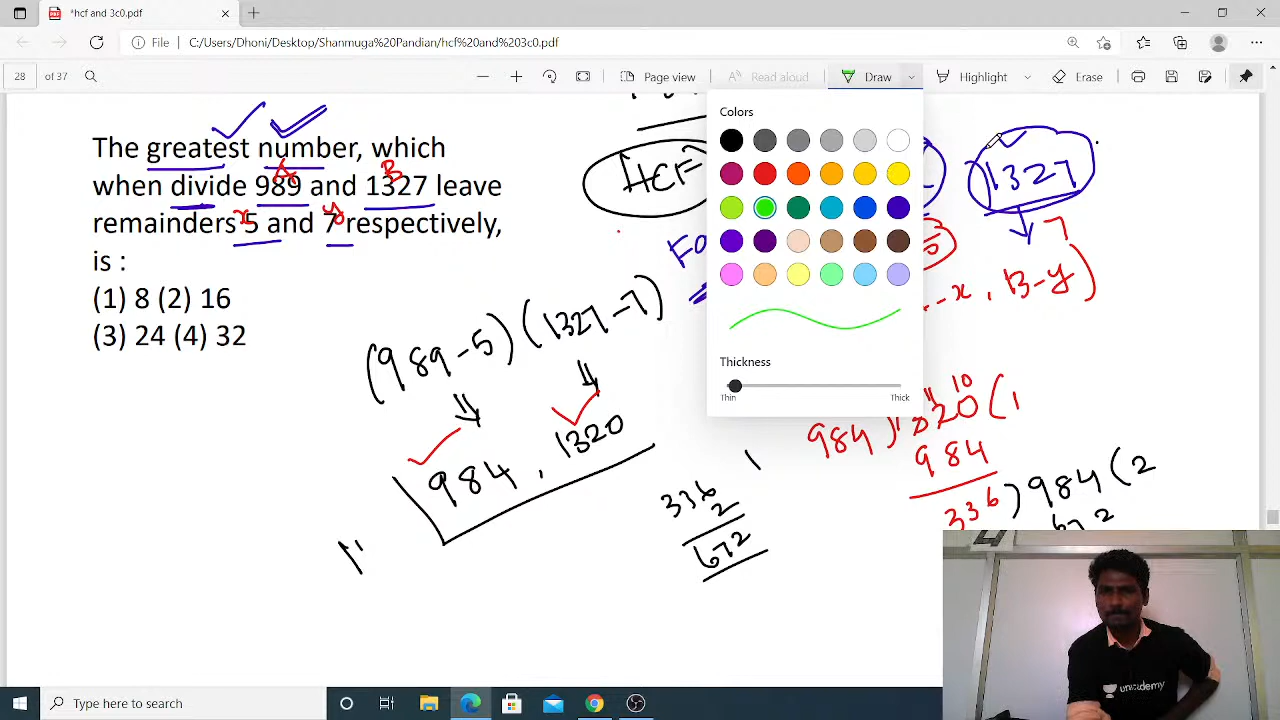 *hcf and 3c0.pdf
File
C:/Users/Dhoni/Desktop/Shanmuga%20Pandian/hcf%20and%203c0.pdf
28 of 37
Page view
Read aloud
Draw
Highlight
Erase
Colors
Thickness
Thin
Thick
The greatest number, which
A B
when divide 989 and 1327 leave
x y
remainders 5 and 7 respectively,
is :
(1) 8 (2) 16
(3) 24 (4) 32
HCF
1327
7
Fo
-x, B-y)
(989-5) (1327-7)
984, 1320
336
2
672
984) 1320 (1
984
336) 984 (2
672
unacademy
Type here to search